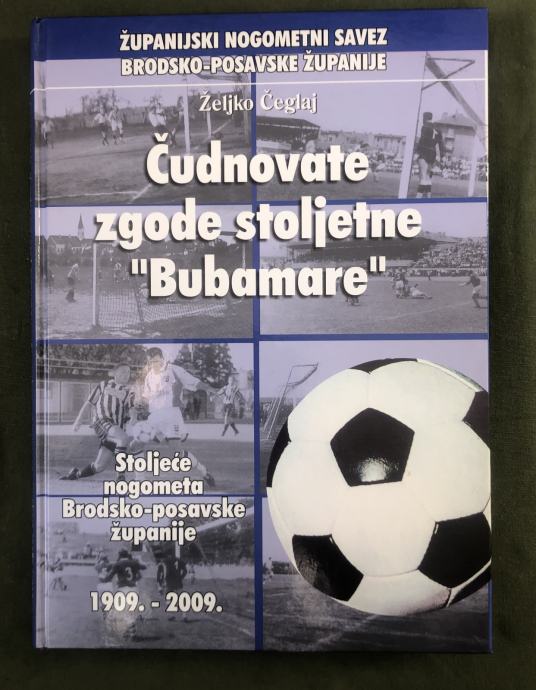 ŽUPANIJSKI NOGOMETNI SAVEZ
BRODSKO-POSAVSKE ŽUPANIJE
Željko Čeglaj
Čudnovate
zgode stoljetne
"Bubamare"
Stoljeće
nogometa
Brodsko-posavske
županije
1909. - 2009.